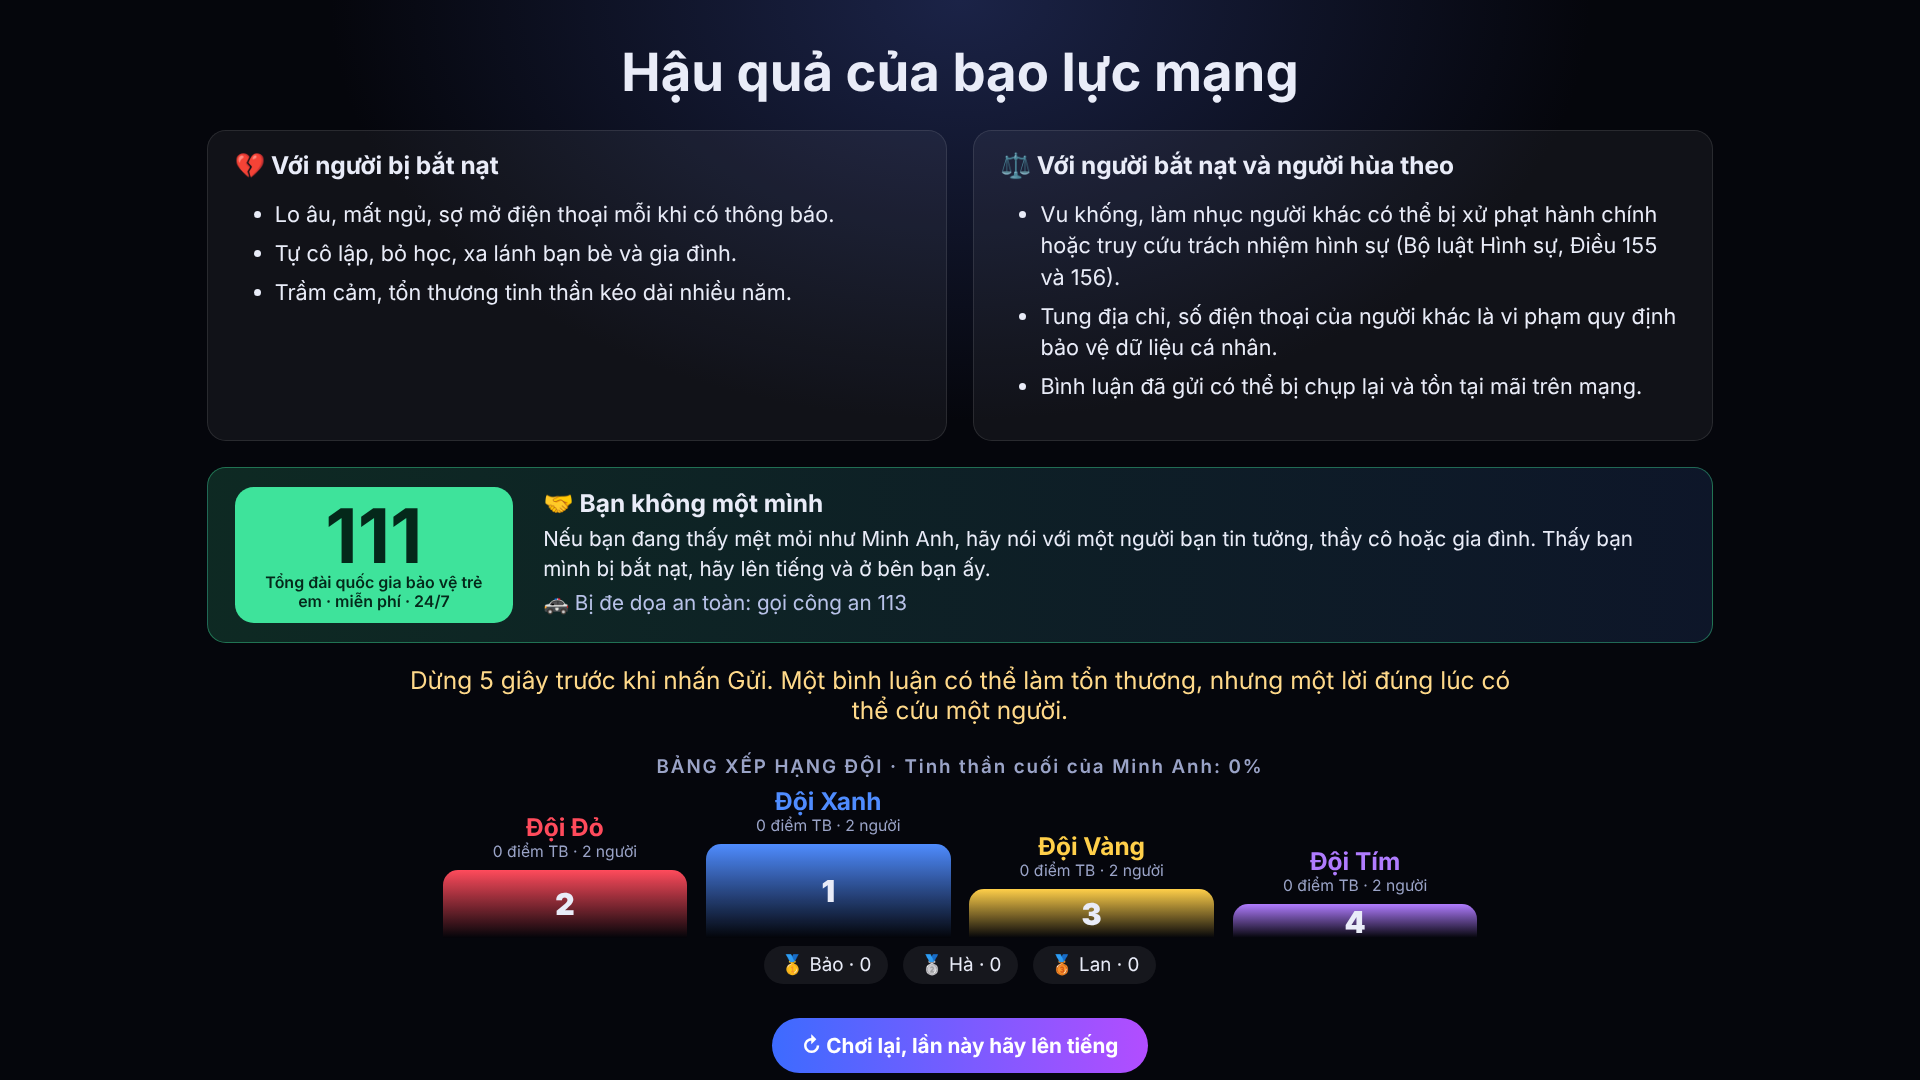 Hậu quả của bạo lực mạng
💔 Với người bị bắt nạt
• Lo âu, mất ngủ, sợ mở điện thoại mỗi khi có thông báo.
• Tự cô lập, bỏ học, xa lánh bạn bè và gia đình.
• Trầm cảm, tổn thương tinh thần kéo dài nhiều năm.
⚖️ Với người bắt nạt và người hùa theo
• Vu khống, làm nhục người khác có thể bị xử phạt hành chính
hoặc truy cứu trách nhiệm hình sự (Bộ luật Hình sự, Điều 155
và 156).
• Tung địa chỉ, số điện thoại của người khác là vi phạm quy định
bảo vệ dữ liệu cá nhân.
• Bình luận đã gửi có thể bị chụp lại và tồn tại mãi trên mạng.
111
Tổng đài quốc gia bảo vệ trẻ
em · miễn phí · 24/7
🤝 Bạn không một mình
Nếu bạn đang thấy mệt mỏi như Minh Anh, hãy nói với một người bạn tin tưởng, thầy cô hoặc gia đình. Thấy bạn
mình bị bắt nạt, hãy lên tiếng và ở bên bạn ấy.
🚓 Bị đe dọa an toàn: gọi công an 113
Dừng 5 giây trước khi nhấn Gửi. Một bình luận có thể làm tổn thương, nhưng một lời đúng lúc có
thể cứu một người.
BẢNG XẾP HẠNG ĐỘI · Tinh thần cuối của Minh Anh: 0%
Đội Đỏ
0 điểm TB · 2 người
2
Đội Xanh
0 điểm TB · 2 người
1
Đội Vàng
0 điểm TB · 2 người
3
Đội Tím
0 điểm TB · 2 người
4
🥇 Bảo · 0
🥈 Hà · 0
🥉 Lan · 0
↻ Chơi lại, lần này hãy lên tiếng